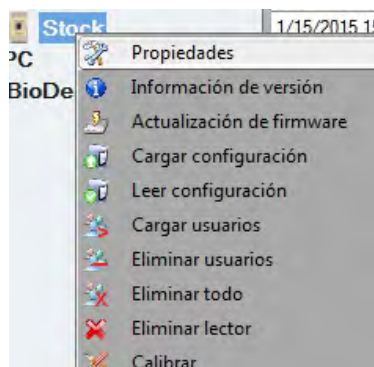 Stock
1/15/2015 15
PC
BioDe
Propiedades
Información de versión
Actualización de firmware
Cargar configuración
Leer configuración
Cargar usuarios
Eliminar usuarios
Eliminar todo
Eliminar lector
Calibrar